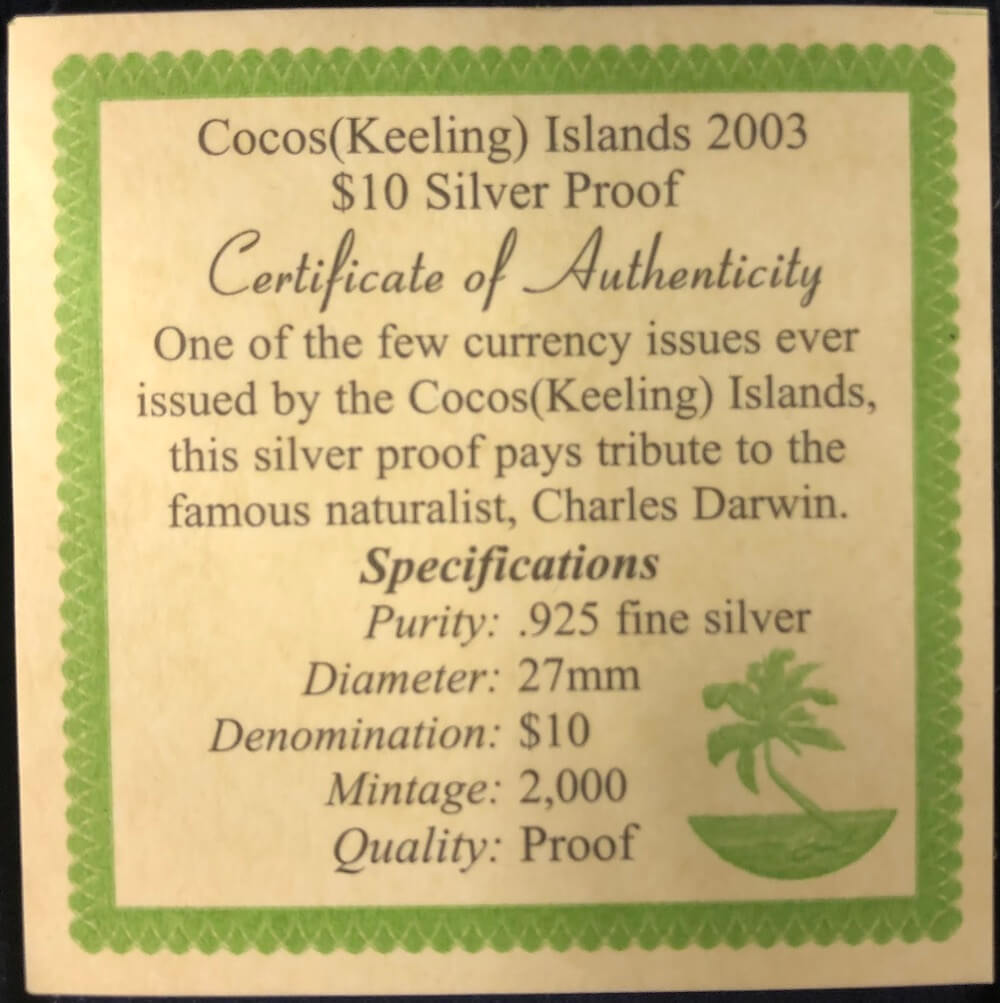 Cocos(Keeling) Islands 2003
$10 Silver Proof
Certificate of Authenticity
One of the few currency issues ever
issued by the Cocos(Keeling) Islands,
this silver proof pays tribute to the
famous naturalist, Charles Darwin.
Specifications
Purity: .925 fine silver
Diameter: 27mm
Denomination: $10
Mintage: 2,000
Quality: Proof